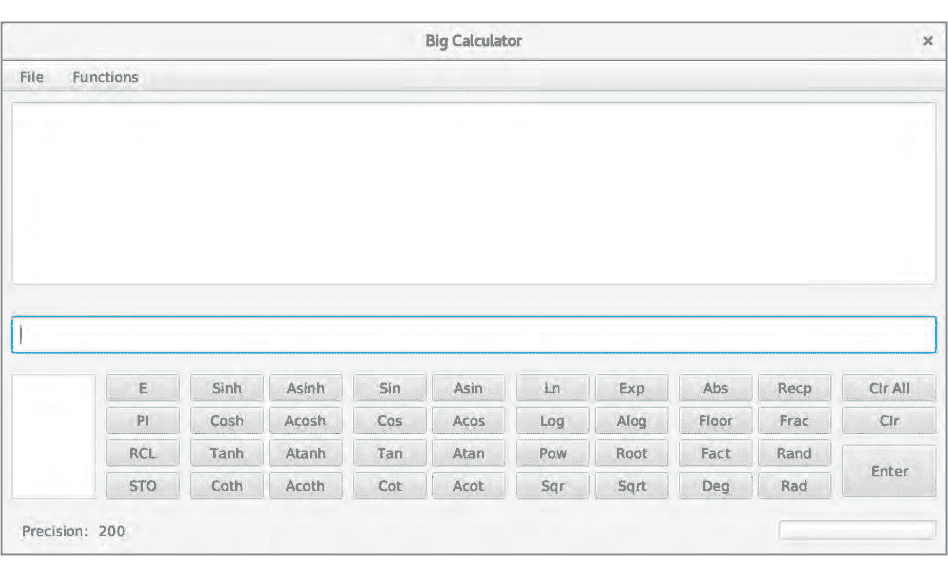 Big Calculator ×
File Functions
E Sinh Asinh Sin Asin Ln Exp Abs Recp Clr All
PI Cosh Acosh Cos Acos Log Alog Floor Frac Clr
RCL Tanh Atanh Tan Atan Pow Root Fact Rand Enter
STO Coth Acoth Cot Acot Sqr Sqrt Deg Rad
Precision: 200